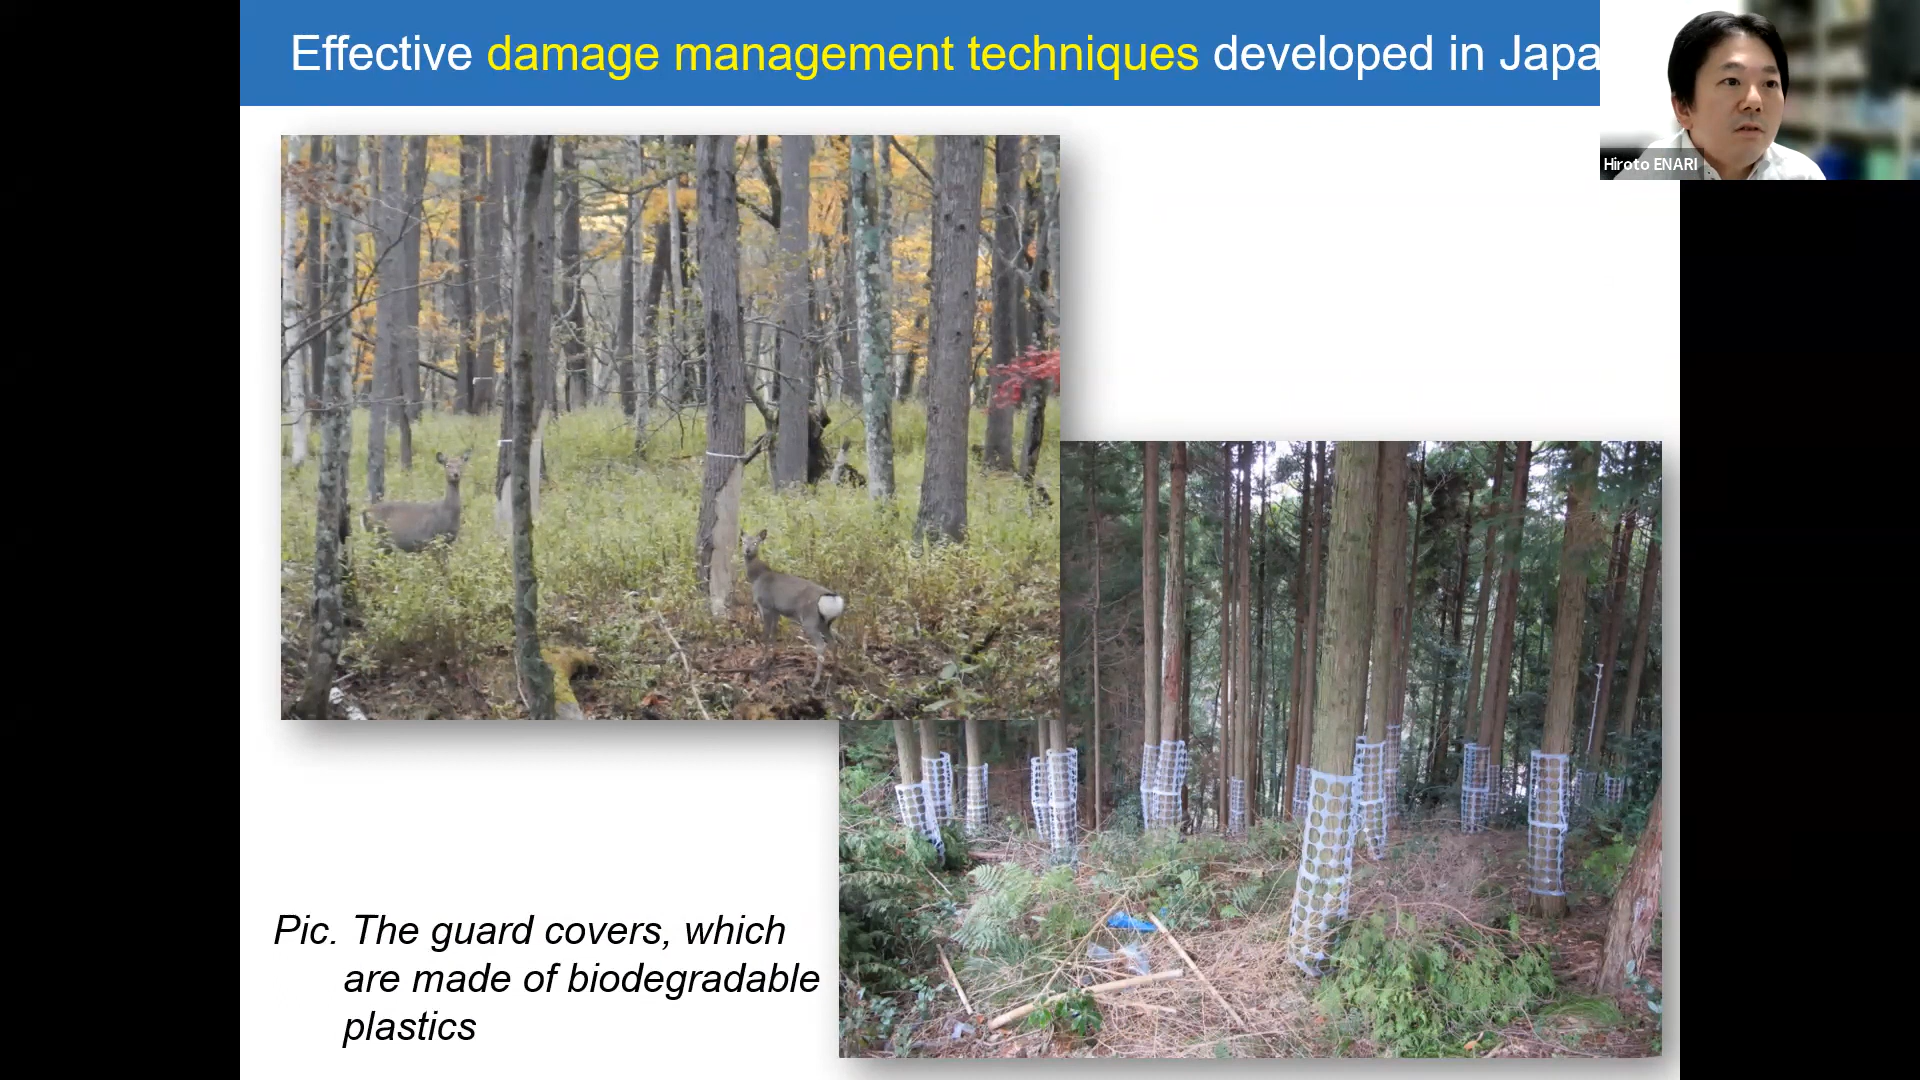 Effective damage management techniques developed in Japa
Hiroto ENARI
Pic. The guard covers, which
are made of biodegradable
plastics